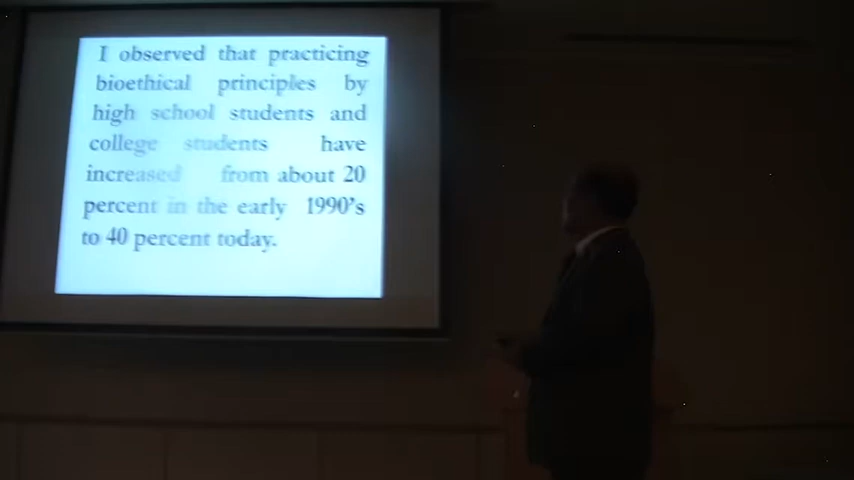 I observed that practicing
bioethical principles by
high school students and
college students have
increased from about 20
percent in the early 1990's
to 40 percent today.